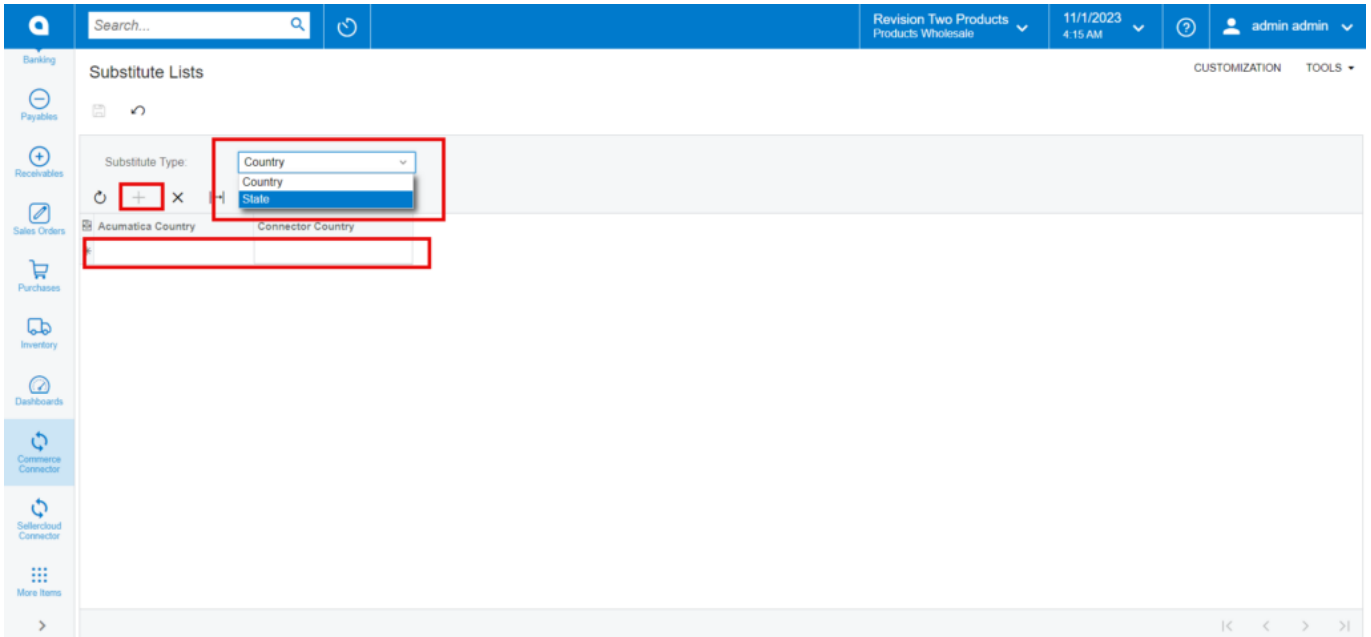 Search...
Revision Two Products
Products Wholesale
11/1/2023
4:15 AM
admin admin
Banking
Payables
Receivables
Sales Orders
Purchases
Inventory
Dashboards
Commerce
Connector
Sellercloud
Connector
More Items
Substitute Lists
CUSTOMIZATION
TOOLS
Substitute Type:
Country
Country
State
Acumatica Country
Connector Country